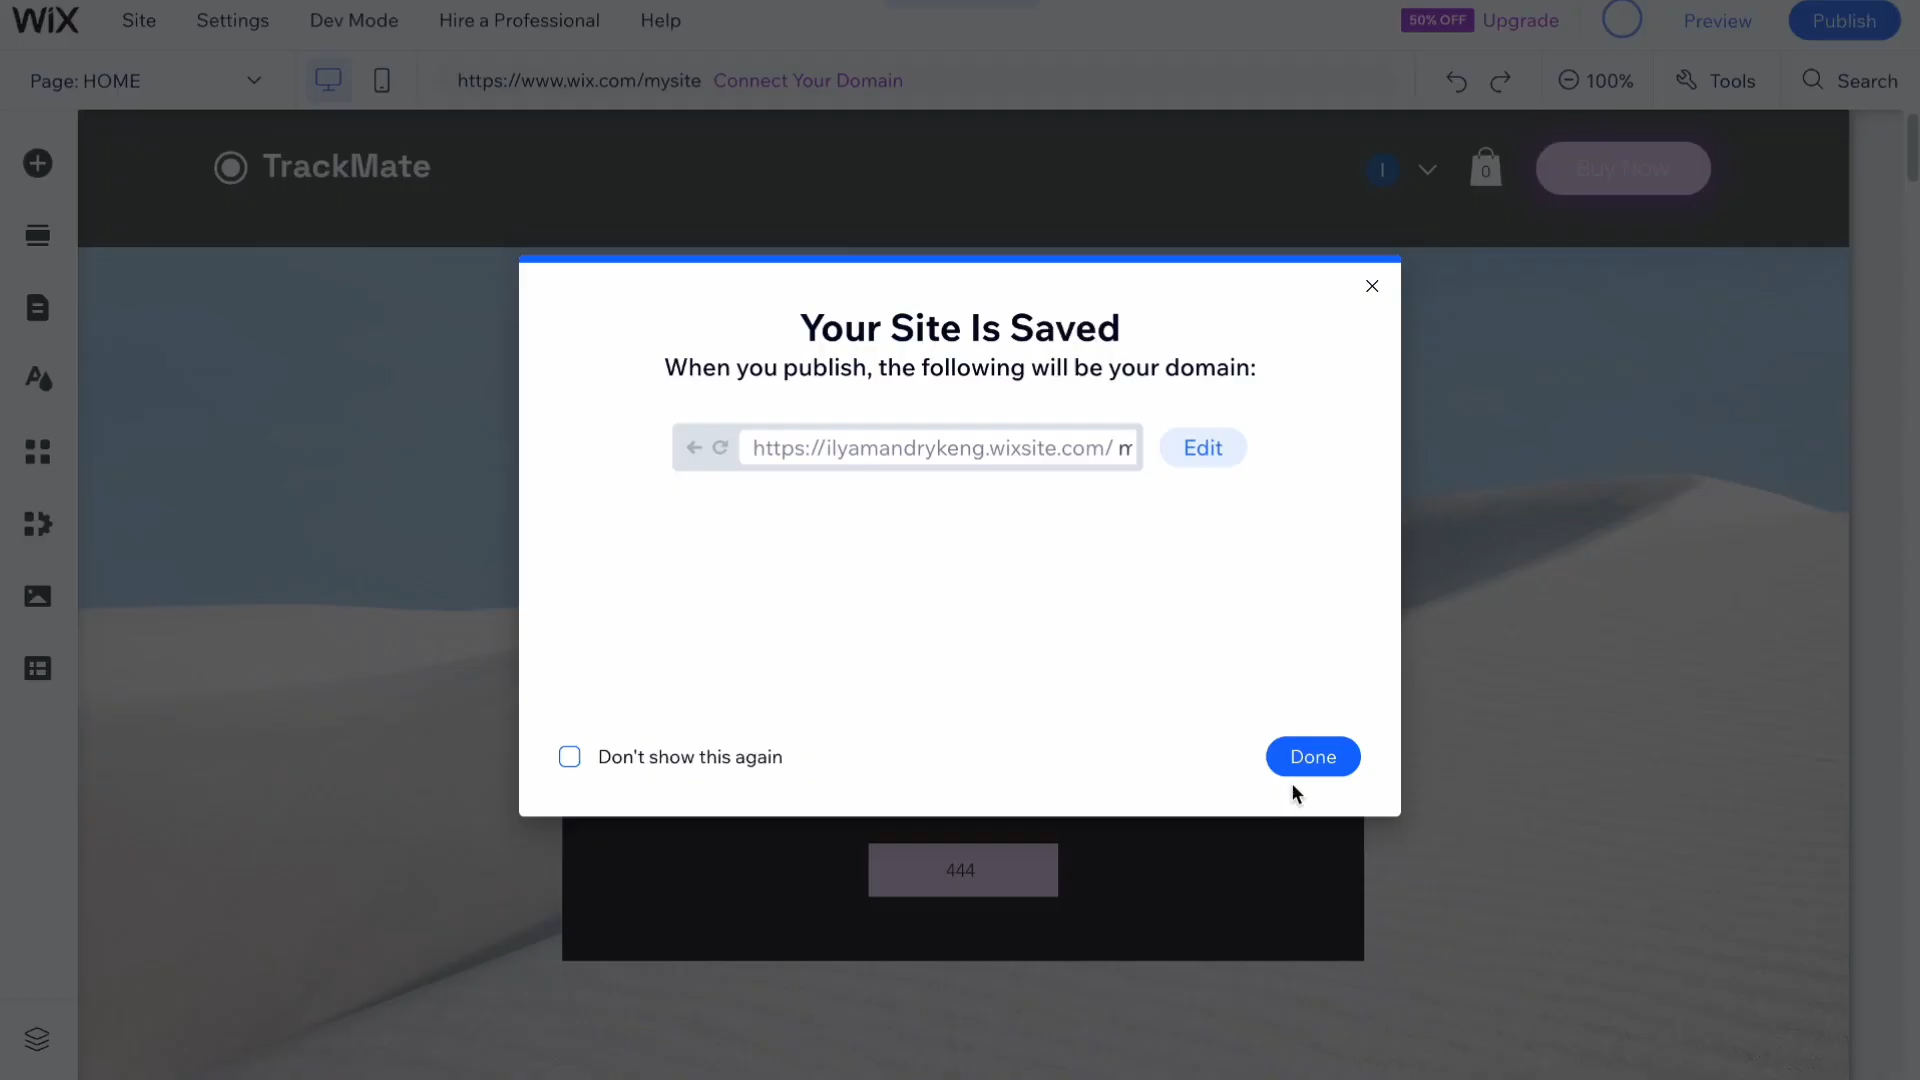 WiX Site Settings Dev Mode Hire a Professional Help 50% OFF Upgrade Preview Publish
Page: HOME https://www.wix.com/mysite Connect Your Domain 100% Tools Search
TrackMate I 0 Buy Now
Your Site Is Saved
When you publish, the following will be your domain:
https://ilyamandrykeng.wixsite.com/ m Edit
Don't show this again Done
444